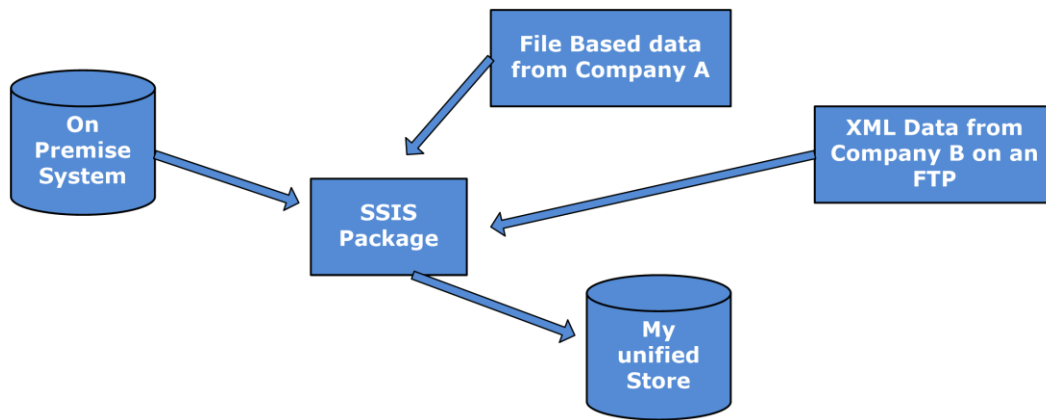 File Based data
from Company A
On
Premise
System
XML Data from
Company B on an
FTP
SSIS
Package
My
unified
Store